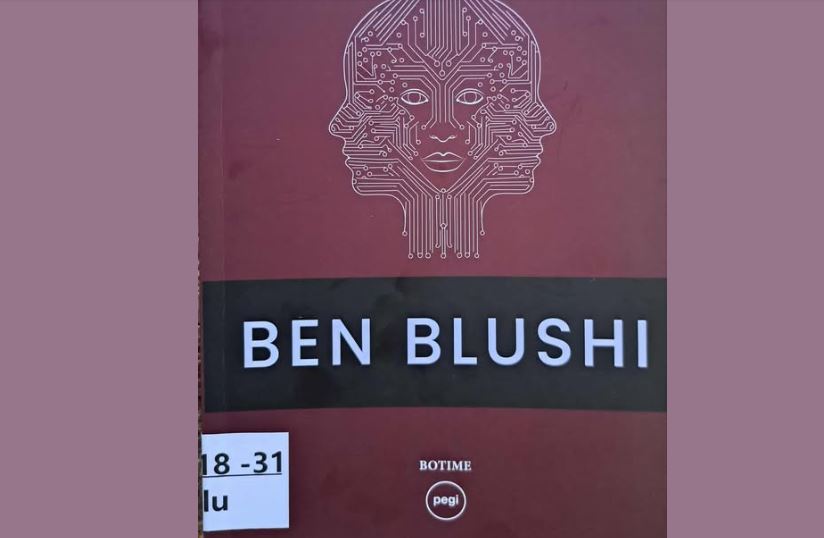 BEN BLUSHI
18 -31
lu
BOTIME
pegi